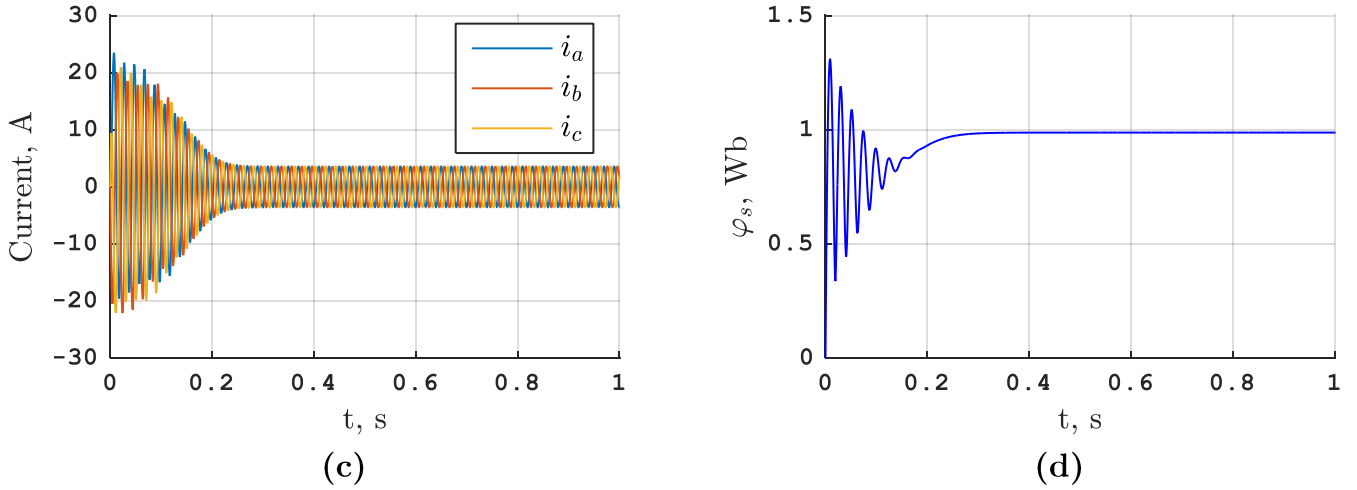 30
20
10
0
-10
-20
-30
Current, A
i_a
i_b
i_c
0 0.2 0.4 0.6 0.8 1
t, s
(c)
1.5
1
0.5
0
φ_s, Wb
0 0.2 0.4 0.6 0.8 1
t, s
(d)